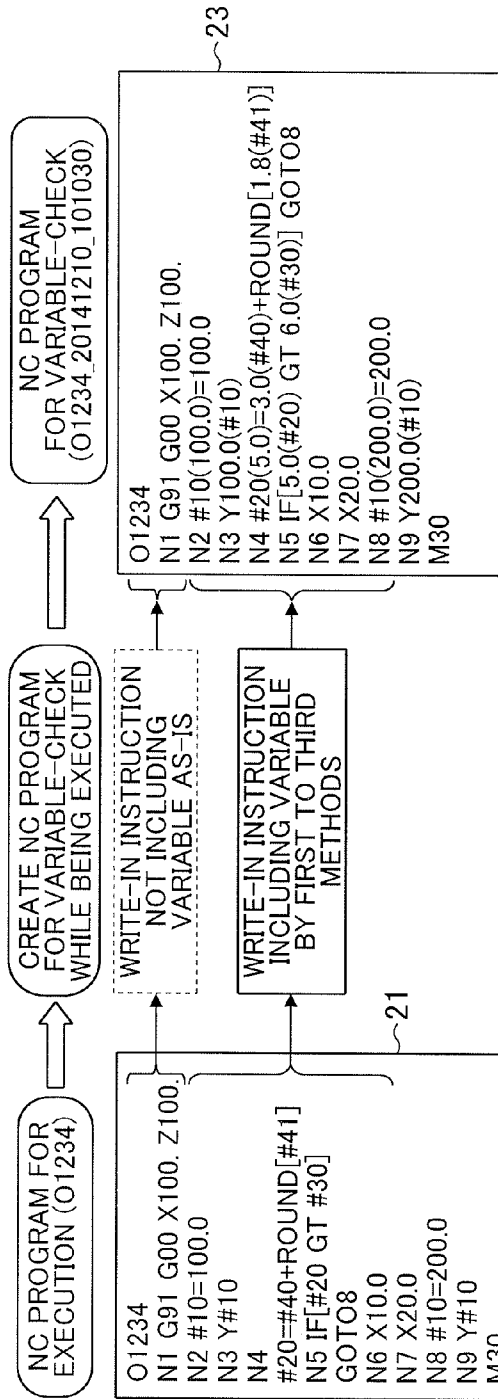 NC PROGRAM FOR
EXECUTION (O1234)
CREATE NC PROGRAM
FOR VARIABLE-CHECK
WHILE BEING EXECUTED
NC PROGRAM
FOR VARIABLE-CHECK
(O1234_20141210_101030)
O1234
N1 G91 G00 X100. Z100.
N2 #10=100.0
N3 Y#10
N4
#20=#40+ROUND[#41]
N5 IF[#20 GT #30]
GOTO8
N6 X10.0
N7 X20.0
N8 #10=200.0
N9 Y#10
M30
21
WRITE-IN INSTRUCTION
NOT INCLUDING
VARIABLE AS-IS
WRITE-IN INSTRUCTION
INCLUDING VARIABLE
BY FIRST TO THIRD
METHODS
O1234
N1 G91 G00 X100. Z100.
N2 #10(100.0)=100.0
N3 Y100.0(#10)
N4 #20(5.0)=3.0(#40)+ROUND[1.8(#41)]
N5 IF[5.0(#20) GT 6.0(#30)] GOTO8
N6 X10.0
N7 X20.0
N8 #10(200.0)=200.0
N9 Y200.0(#10)
M30
23